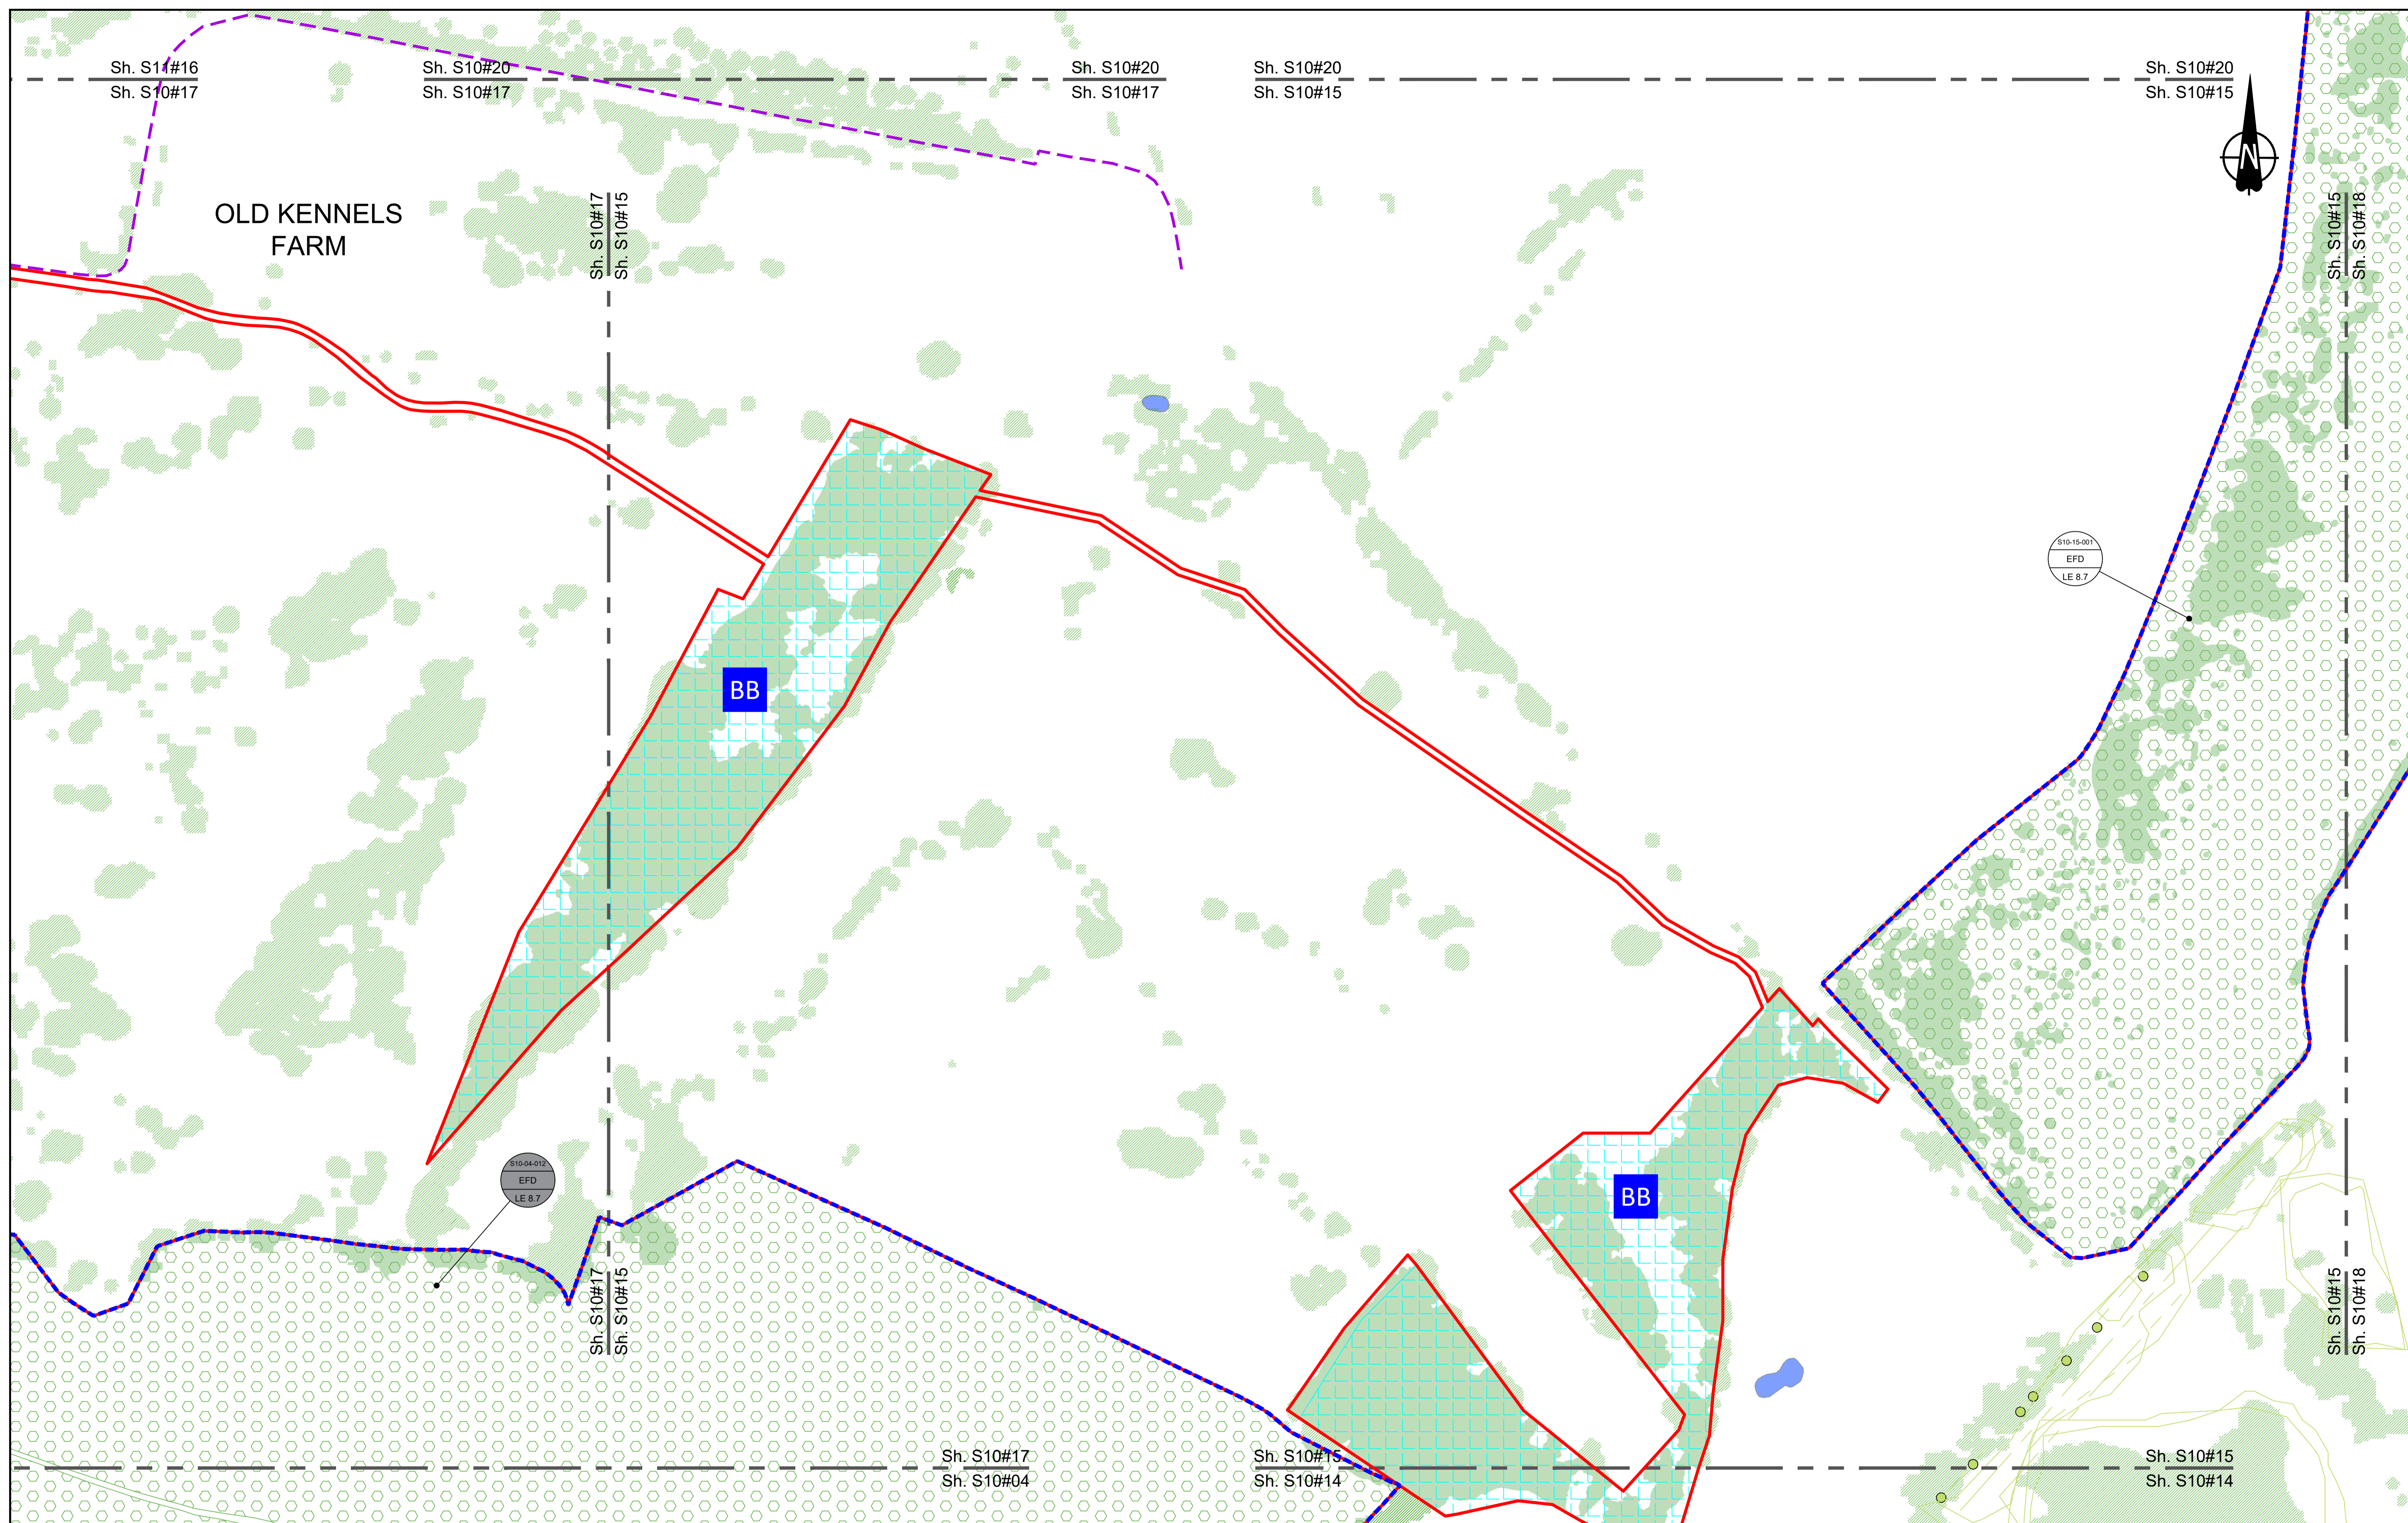 Sh. S11#16
Sh. S10#17
Sh. S10#20
Sh. S10#17
Sh. S10#20
Sh. S10#17
Sh. S10#20
Sh. S10#15
Sh. S10#20
Sh. S10#15
N
OLD KENNELS
FARM
Sh. S10#17
Sh. S10#15
Sh. S10#15
Sh. S10#18
S10-15-001
EFD
LE 8.7
BB
S10-04-012
EFD
LE 8.7
BB
Sh. S10#17
Sh. S10#15
Sh. S10#15
Sh. S10#18
Sh. S10#17
Sh. S10#04
Sh. S10#15
Sh. S10#14
Sh. S10#15
Sh. S10#14